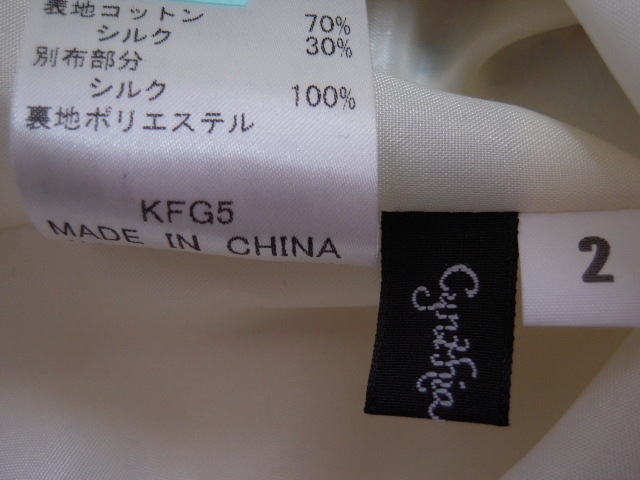 表地コットン 70%
シルク 30%
別布部分
シルク 100%
裏地ポリエステル
KFG5
MADE IN CHINA
2